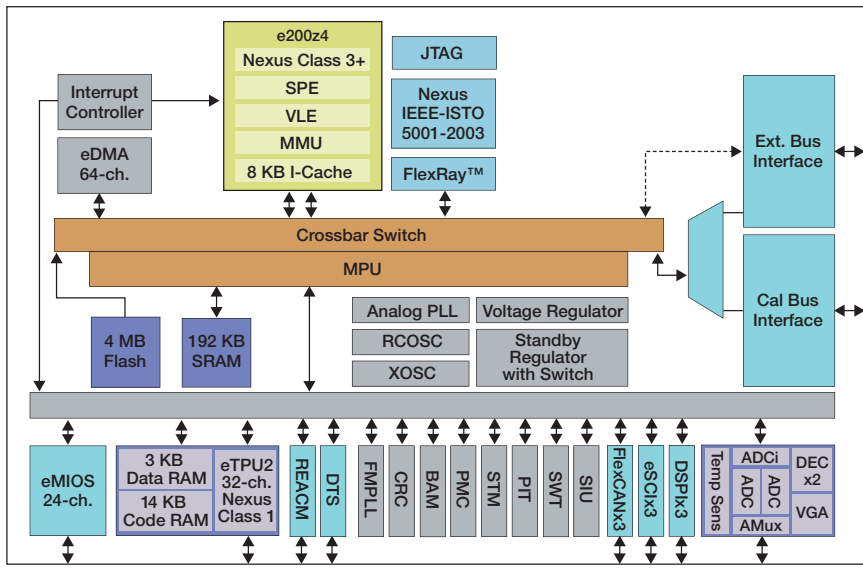 e200z4
Nexus Class 3+
SPE
VLE
MMU
8 KB I-Cache
JTAG
Nexus
IEEE-ISTO
5001-2003
FlexRay™
Interrupt
Controller
eDMA
64-ch.
Ext. Bus
Interface
Crossbar Switch
MPU
Cal Bus
Interface
4 MB
Flash
192 KB
SRAM
Analog PLL
RCOSC
XOSC
Voltage Regulator
Standby
Regulator
with Switch
eMIOS
24-ch.
3 KB
Data RAM
14 KB
Code RAM
eTPU2
32-ch.
Nexus
Class 1
REACM
DTS
FMPLL
CRC
BAM
PMC
STM
PIT
SWT
SIU
FlexCANx3
eSCIx3
DSPIx3
Temp Sens
ADCi
ADC
ADC
AMux
DEC
x2
VGA